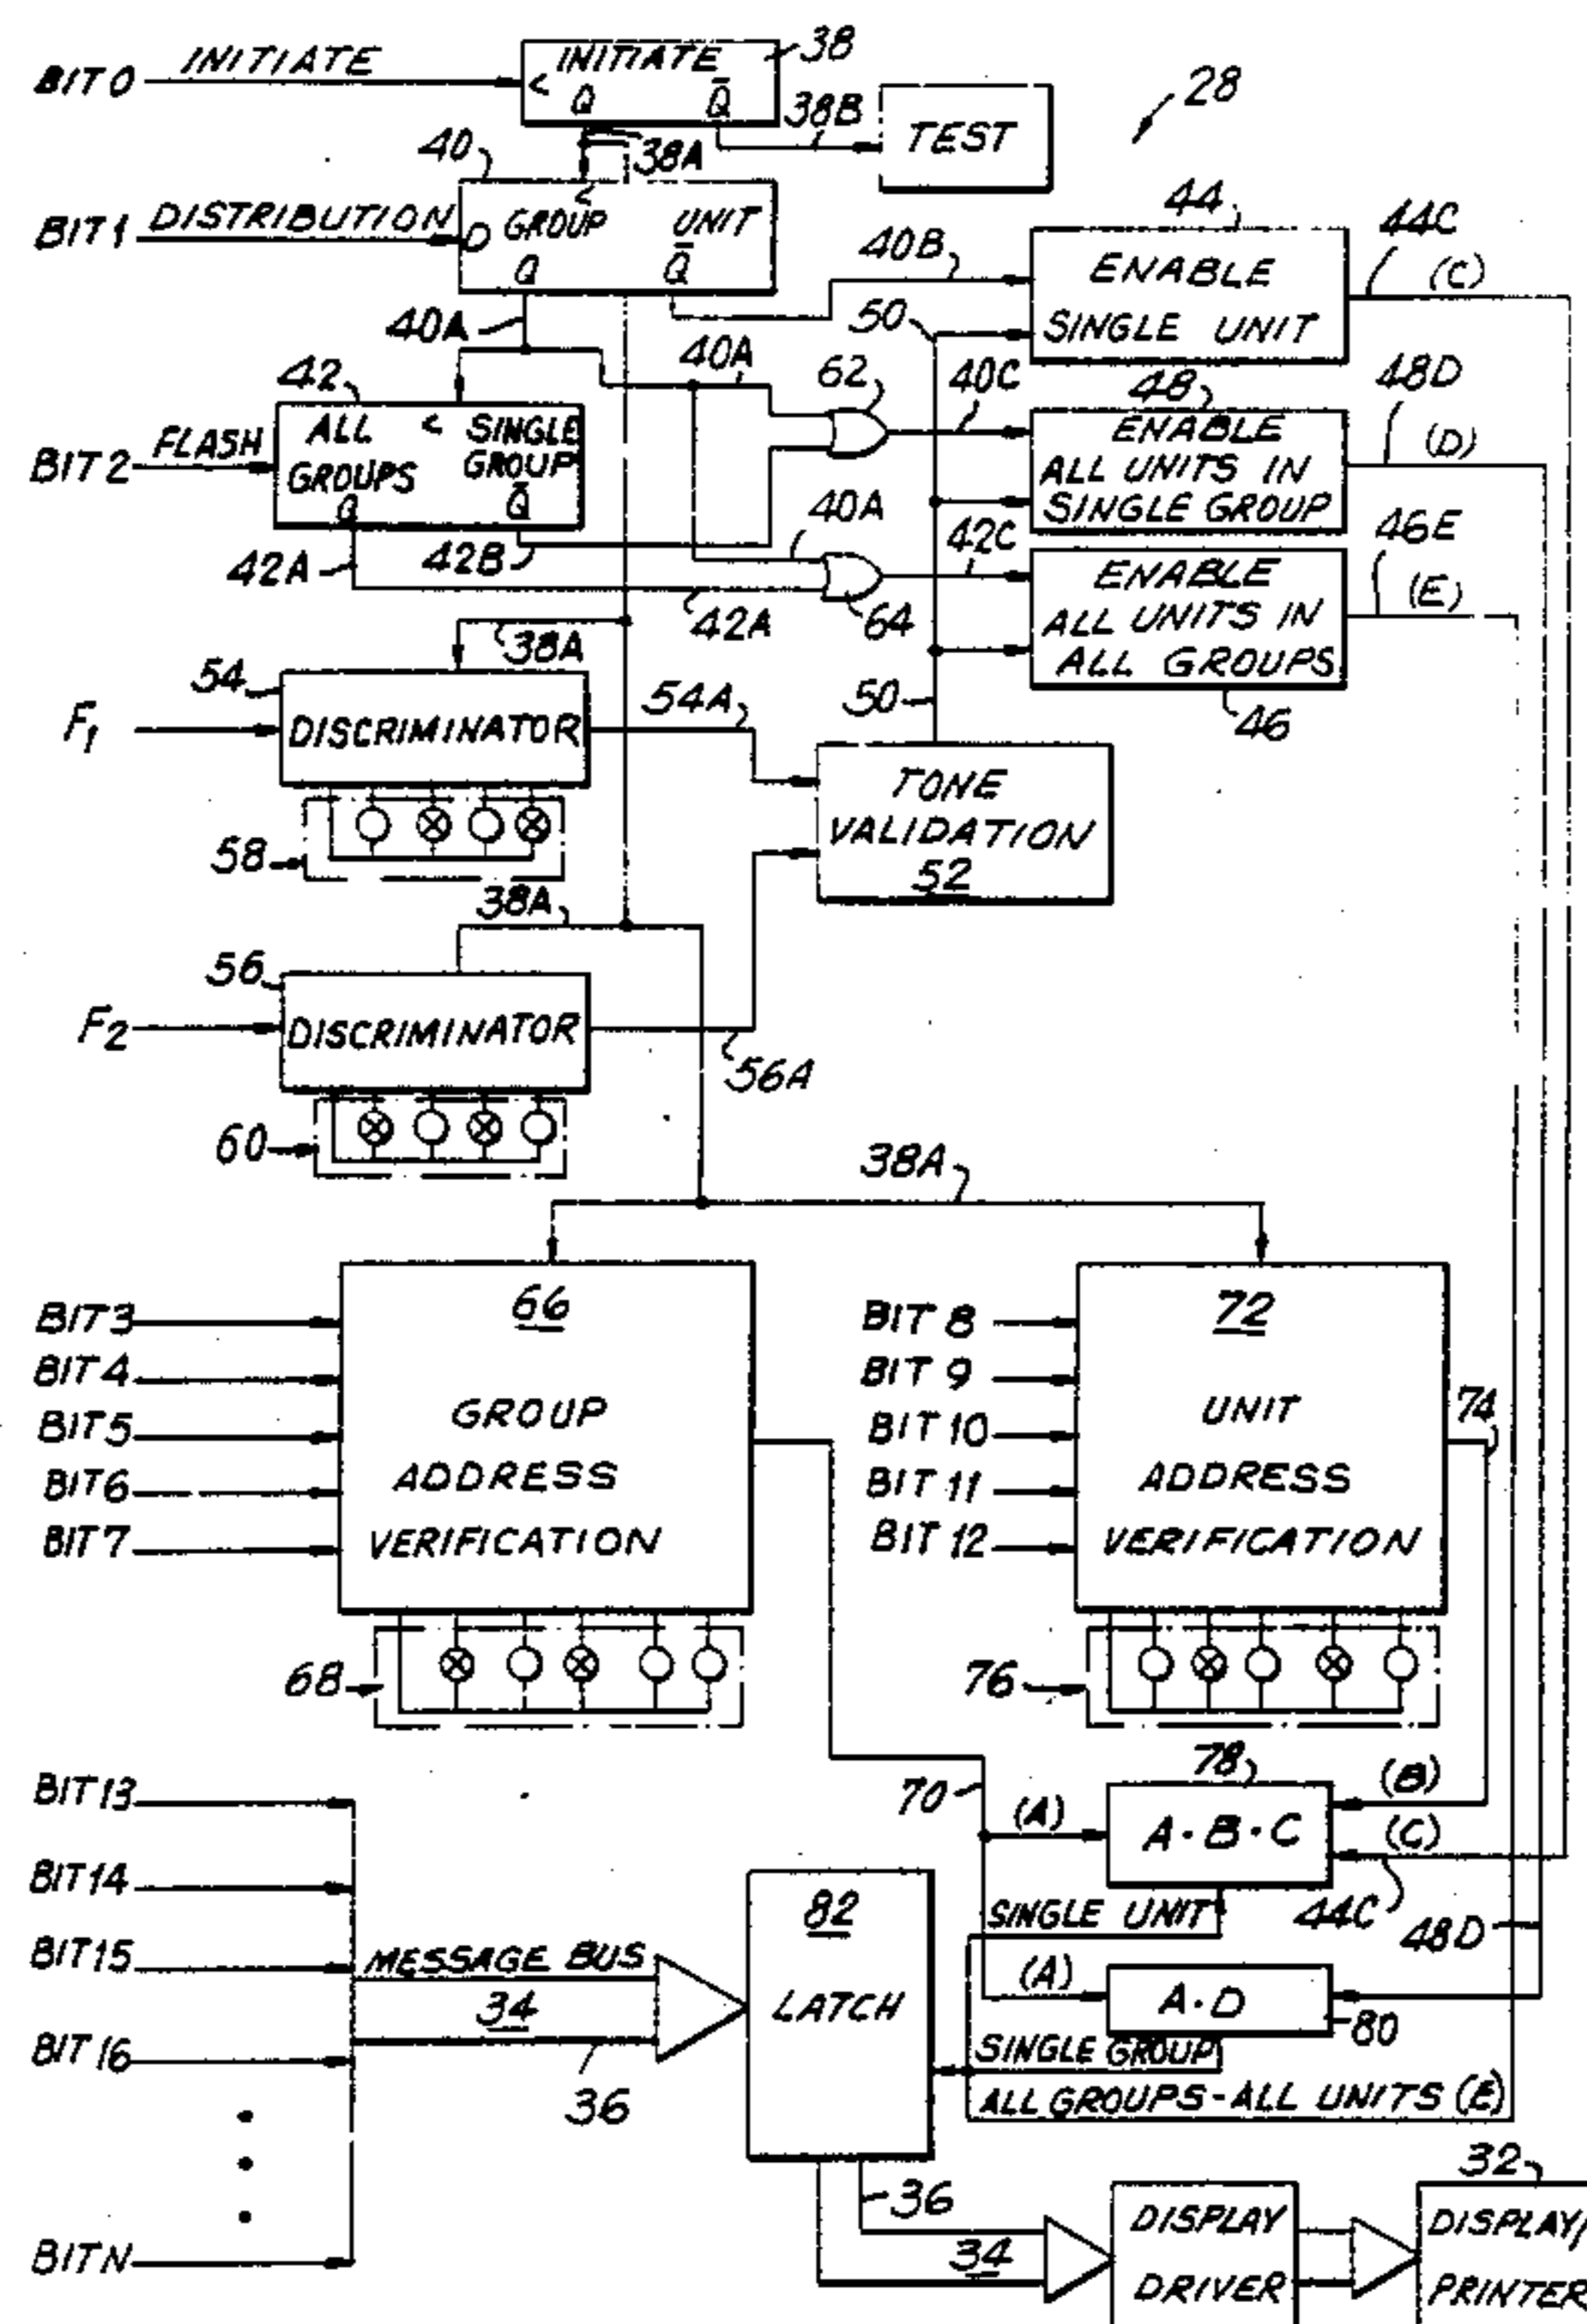 BIT 0 INITIATE
INITIATE
Q Q̅
38
38A
38B
TEST
28
BIT 1 DISTRIBUTION
40
D GROUP UNIT
Q Q̅
40A
40B
44
ENABLE
SINGLE UNIT
44C
(C)
50
BIT 2 FLASH
42
ALL GROUPS
Q
SINGLE GROUP
Q̅
42A
42B
40A
62
40C
48
ENABLE
ALL UNITS IN
SINGLE GROUP
48D
(D)
40A
42A
64
42C
ENABLE
ALL UNITS IN
ALL GROUPS
46
46E
(E)
38A
F1
54
DISCRIMINATOR
54A
50
58
TONE
VALIDATION
52
38A
F2
56
DISCRIMINATOR
56A
60
38A
BIT 3
BIT 4
BIT 5
BIT 6
BIT 7
66
GROUP
ADDRESS
VERIFICATION
68
BIT 8
BIT 9
BIT 10
BIT 11
BIT 12
72
UNIT
ADDRESS
VERIFICATION
74
76
70
(A)
78
A·B·C
(B)
(C)
44C
48D
SINGLE UNIT
(A)
A·D
80
SINGLE GROUP
ALL GROUPS-ALL UNITS (E)
BIT 13
BIT 14
BIT 15
BIT 16
BIT N
MESSAGE BUS
34
36
82
LATCH
36
34
DISPLAY
DRIVER
32
DISPLAY/
PRINTER